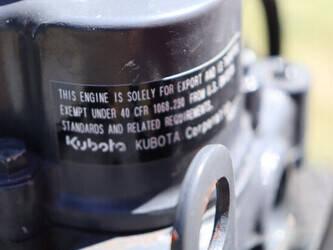 THIS ENGINE IS SOLELY FOR EXPORT AND IS
EXEMPT UNDER 40 CFR 1068.230 FROM U.S.
STANDARDS AND RELATED REQUIREMENTS.
Kubota KUBOTA Corporation